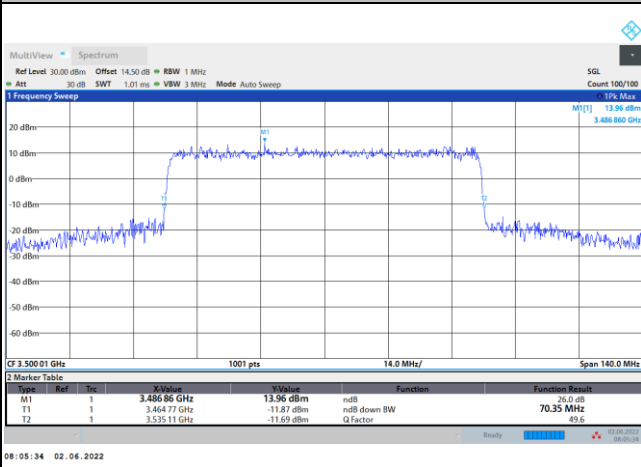 MultiView Spectrum
Ref Level 30.00 dBm Offset 14.50 dB RBW 1 MHz SGL
Att 30 dB SWT 1.01 ms VBW 3 MHz Mode Auto Sweep Count 100/100
1 Frequency Sweep 1Pk Max
M1[1] 13.96 dBm
3.486 860 GHz
20 dBm
M1
10 dBm
0 dBm
T1 T2
-10 dBm
-20 dBm
-30 dBm
-40 dBm
-50 dBm
-60 dBm
CF 3.500 01 GHz 1001 pts 14.0 MHz/ Span 140.0 MHz
2 Marker Table
Type Ref Trc X-Value Y-Value Function Function Result
M1 1 3.486 86 GHz 13.96 dBm ndB 26.0 dB
T1 1 3.464 77 GHz -11.87 dBm ndB down BW 70.35 MHz
T2 1 3.535 11 GHz -11.69 dBm Q Factor 49.6
Ready 02.06.2022
08:05:34
08:05:34 02.06.2022